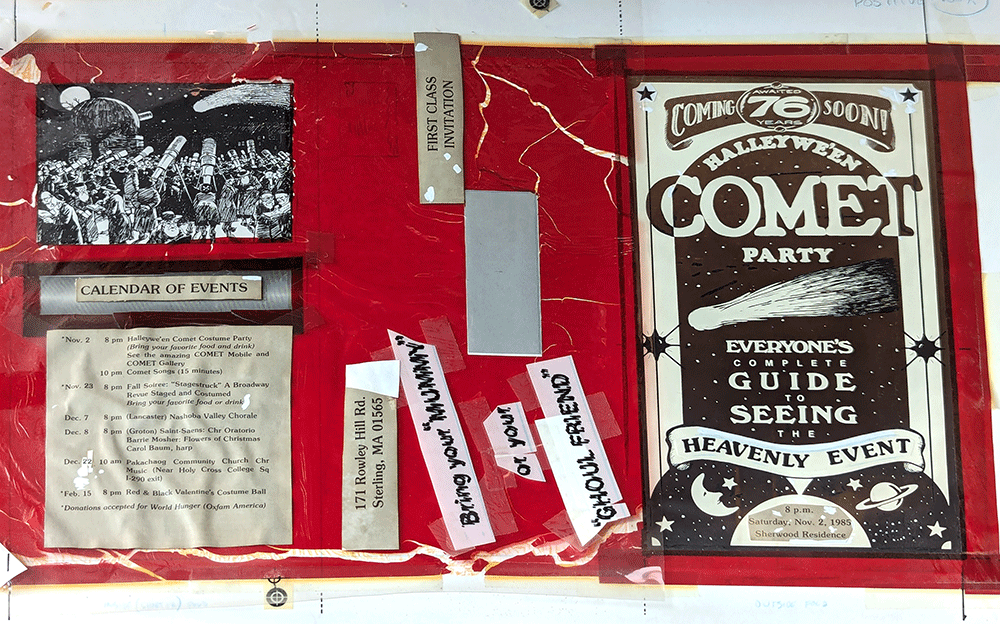 CALENDAR OF EVENTS
*Nov. 2 8 pm Halleywe'en Comet Costume Party
(Bring your favorite food and drink)
See the amazing COMET Mobile and
COMET Gallery
10 pm Comet Songs (15 minutes)
*Nov. 23 8 pm Fall Soiree: "Stagestruck" A Broadway
Revue Staged and Costumed
Bring your favorite food or drink)
Dec. 7 8 pm (Lancaster) Nashoba Valley Chorale
Dec. 8 8 pm (Groton) Saint-Saens: Chr Oratorio
Barrie Mosher: Flowers of Christmas
Carol Baum, harp
Dec. 22 10 am Pakachoag Community Church Chr
Music (Near Holy Cross College Sq
I-290 exit)
*Feb. 15 8 pm Red & Black Valentine's Costume Ball
*Donations accepted for World Hunger (Oxfam America)
FIRST CLASS
INVITATION
171 Rowley Hill Rd.
Sterling, MA 01565
Bring your "MUMMY"
or your
"GHOUL FRIEND"
COMING AWAITED 76 YEARS SOON!
HALLEYWE'EN
COMET
PARTY
EVERYONE'S
COMPLETE
GUIDE
TO
SEEING
THE
HEAVENLY EVENT
8 p.m.
Saturday, Nov. 2, 1985
Sherwood Residence